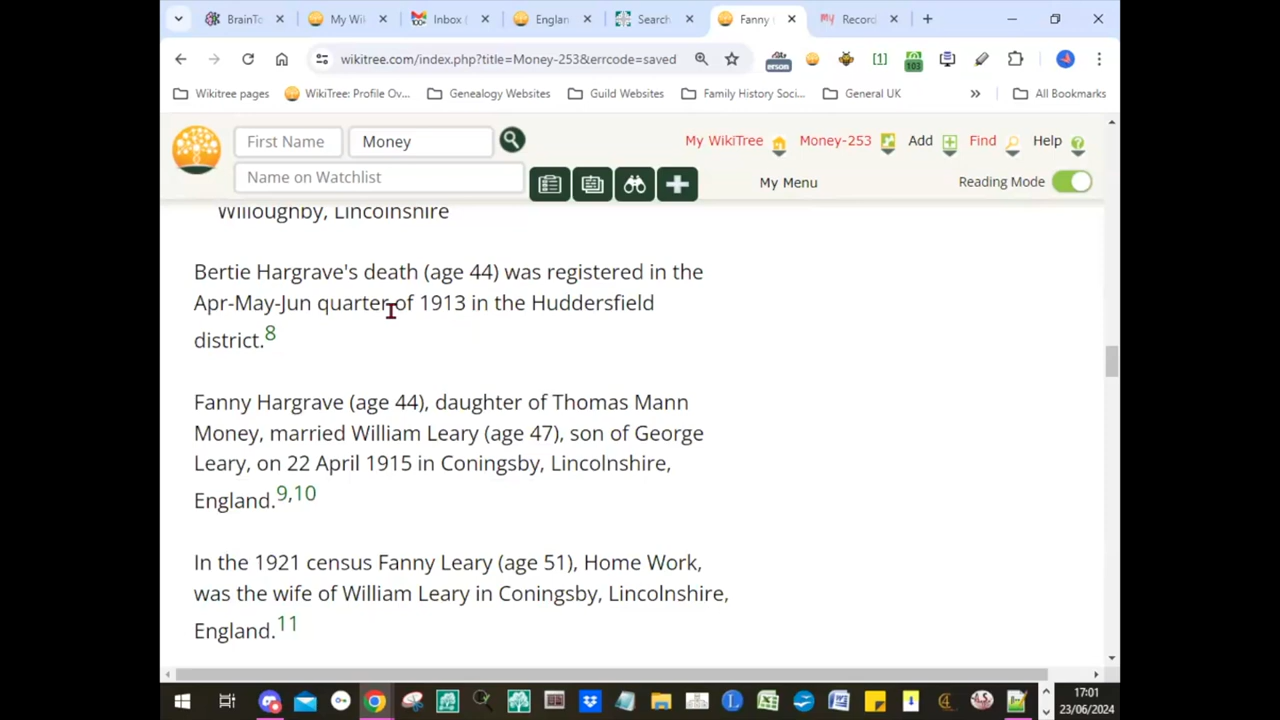 BrainTo
My Wi
Inbox (
Englan
Search
Fanny
MY Record
wikitree.com/index.php?title=Money-253&errcode=saved
erson
[1]
103
Wikitree pages
WikiTree: Profile Ov...
Genealogy Websites
Guild Websites
Family History Soci...
General UK
»
All Bookmarks
First Name
Money
My WikiTree
Money-253
Add
Find
Help
Name on Watchlist
My Menu
Reading Mode
Willoughby, Lincolnshire
Bertie Hargrave's death (age 44) was registered in the
Apr-May-Jun quarter of 1913 in the Huddersfield
district.8
Fanny Hargrave (age 44), daughter of Thomas Mann
Money, married William Leary (age 47), son of George
Leary, on 22 April 1915 in Coningsby, Lincolnshire,
England.9,10
In the 1921 census Fanny Leary (age 51), Home Work,
was the wife of William Leary in Coningsby, Lincolnshire,
England.11
17:01
23/06/2024